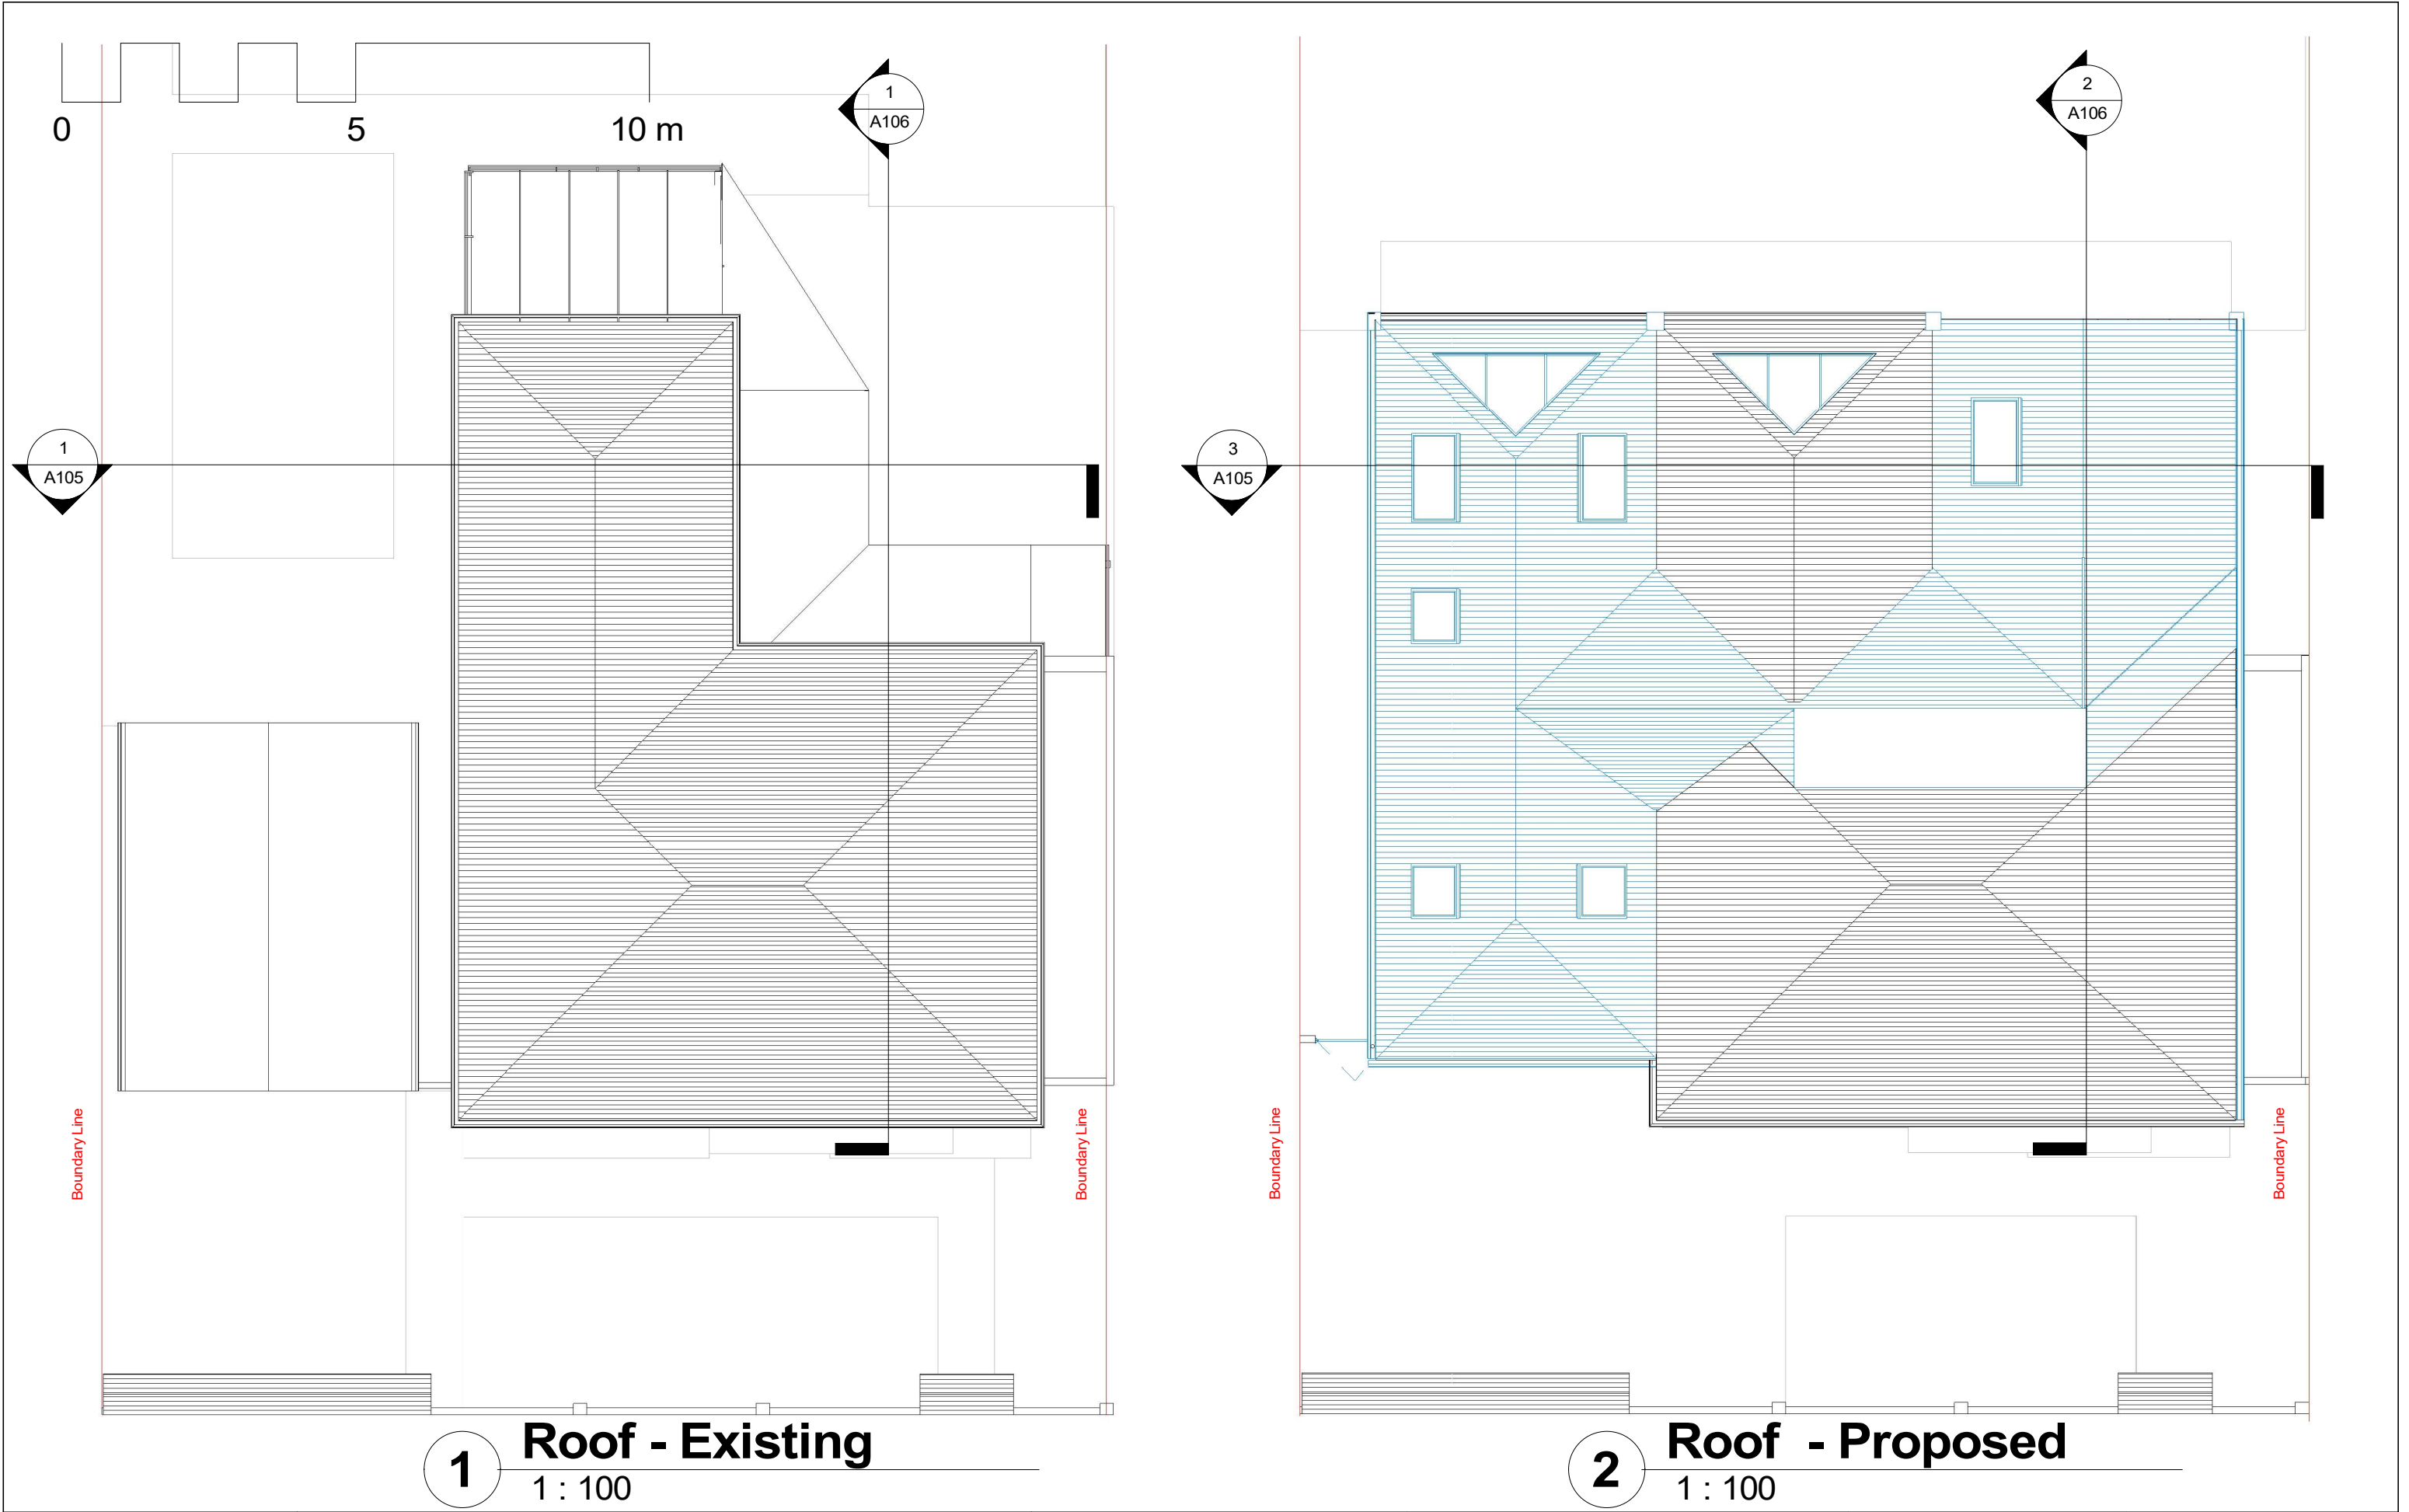 0 5 10 m
1
A106
2
A106
1
A105
3
A105
Boundary Line
Boundary Line
Boundary Line
Boundary Line
1 Roof - Existing
1 : 100
2 Roof - Proposed
1 : 100